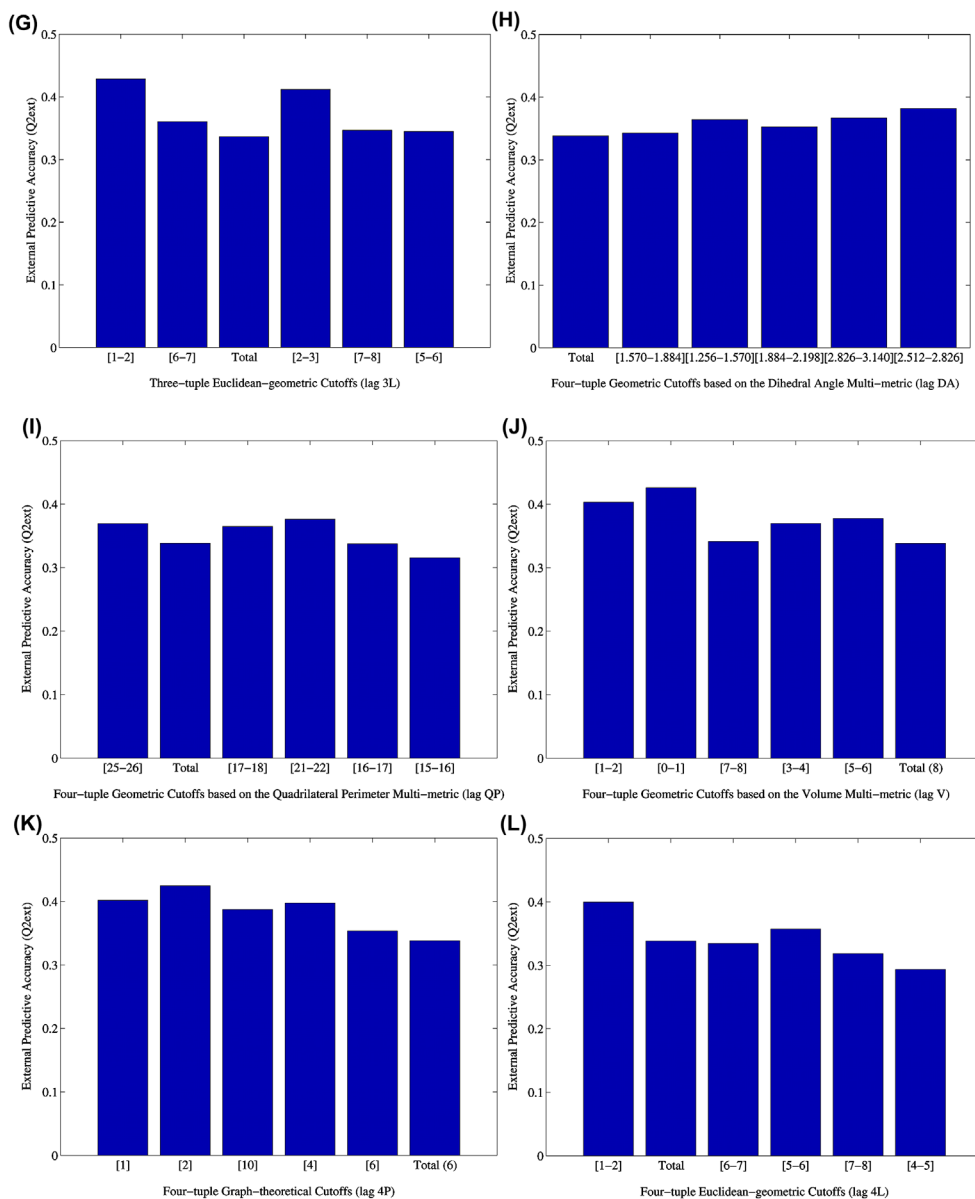 (G)
0.5
0.4
0.3
0.2
0.1
0
External Predictive Accuracy (Q2ext)
[1−2] [6−7] Total [2−3] [7−8] [5−6]
Three−tuple Euclidean−geometric Cutoffs (lag 3L)
(H)
0.5
0.4
0.3
0.2
0.1
0
External Predictive Accuracy (Q2ext)
Total [1.570−1.884][1.256−1.570][1.884−2.198][2.826−3.140][2.512−2.826]
Four−tuple Geometric Cutoffs based on the Dihedral Angle Multi−metric (lag DA)
(I)
0.5
0.4
0.3
0.2
0.1
0
External Predictive Accuracy (Q2ext)
[25−26] Total [17−18] [21−22] [16−17] [15−16]
Four−tuple Geometric Cutoffs based on the Quadrilateral Perimeter Multi−metric (lag QP)
(J)
0.5
0.4
0.3
0.2
0.1
0
External Predictive Accuracy (Q2ext)
[1−2] [0−1] [7−8] [3−4] [5−6] Total (8)
Four−tuple Geometric Cutoffs based on the Volume Multi−metric (lag V)
(K)
0.5
0.4
0.3
0.2
0.1
0
External Predictive Accuracy (Q2ext)
[1] [2] [10] [4] [6] Total (6)
Four−tuple Graph−theoretical Cutoffs (lag 4P)
(L)
0.5
0.4
0.3
0.2
0.1
0
External Predictive Accuracy (Q2ext)
[1−2] Total [6−7] [5−6] [7−8] [4−5]
Four−tuple Euclidean−geometric Cutoffs (lag 4L)